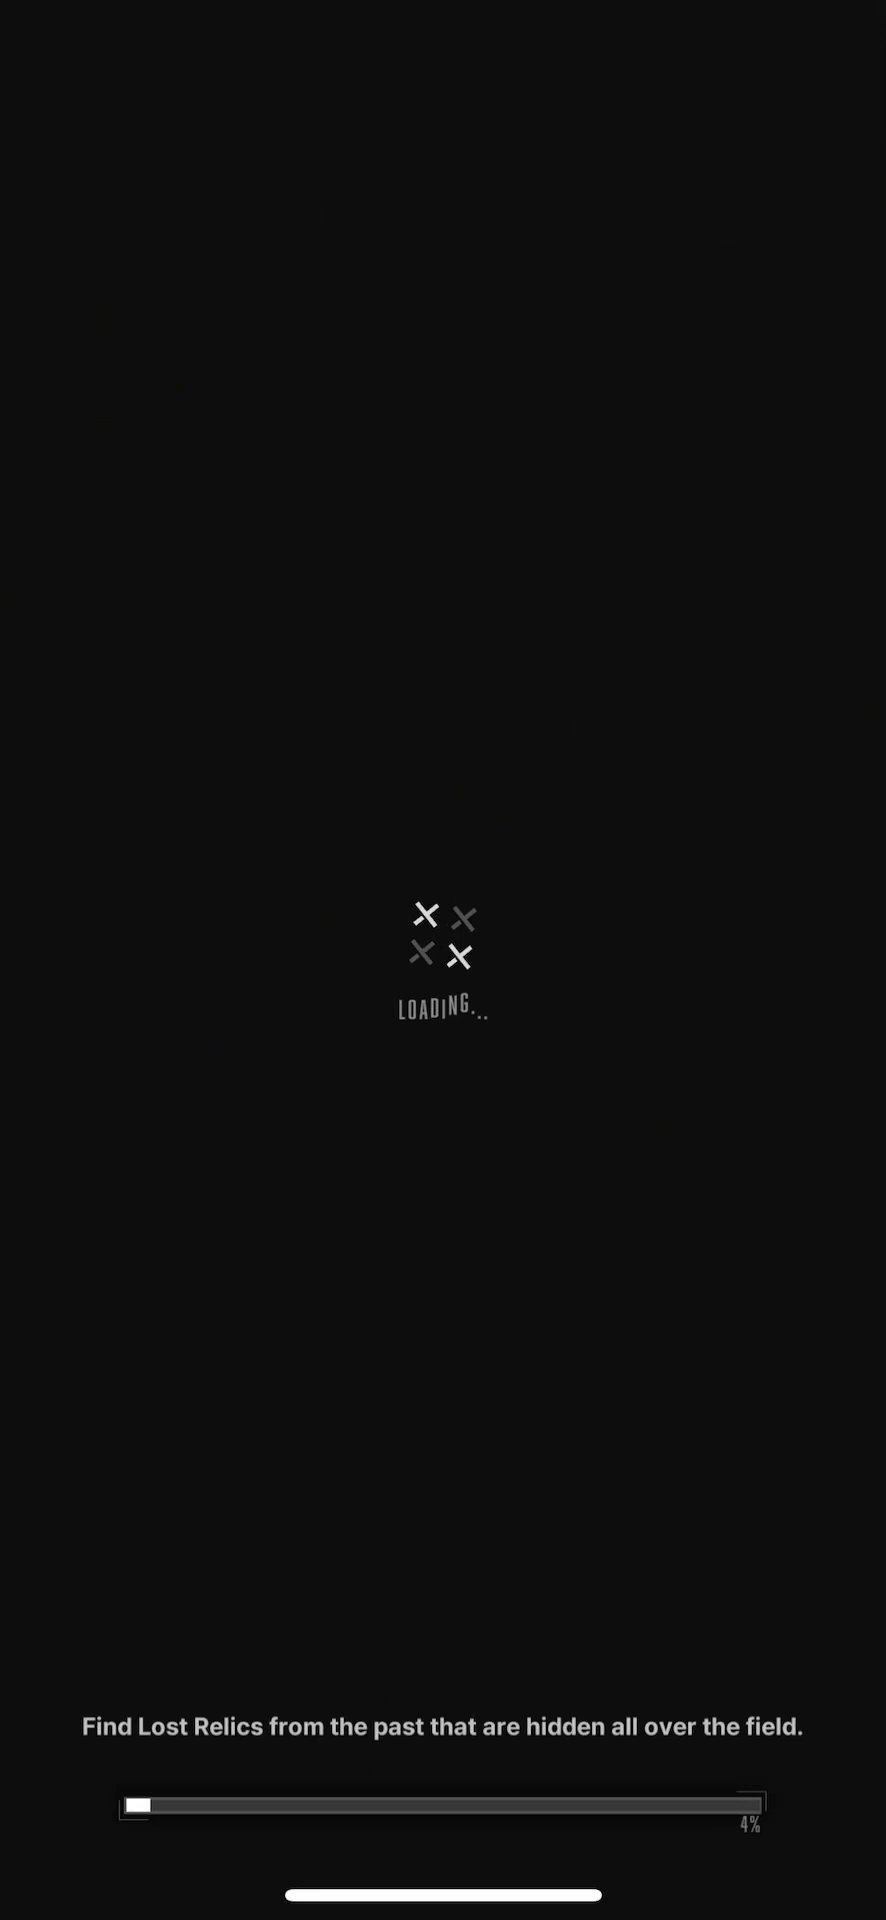 LOADING...
Find Lost Relics from the past that are hidden all over the field.
4%